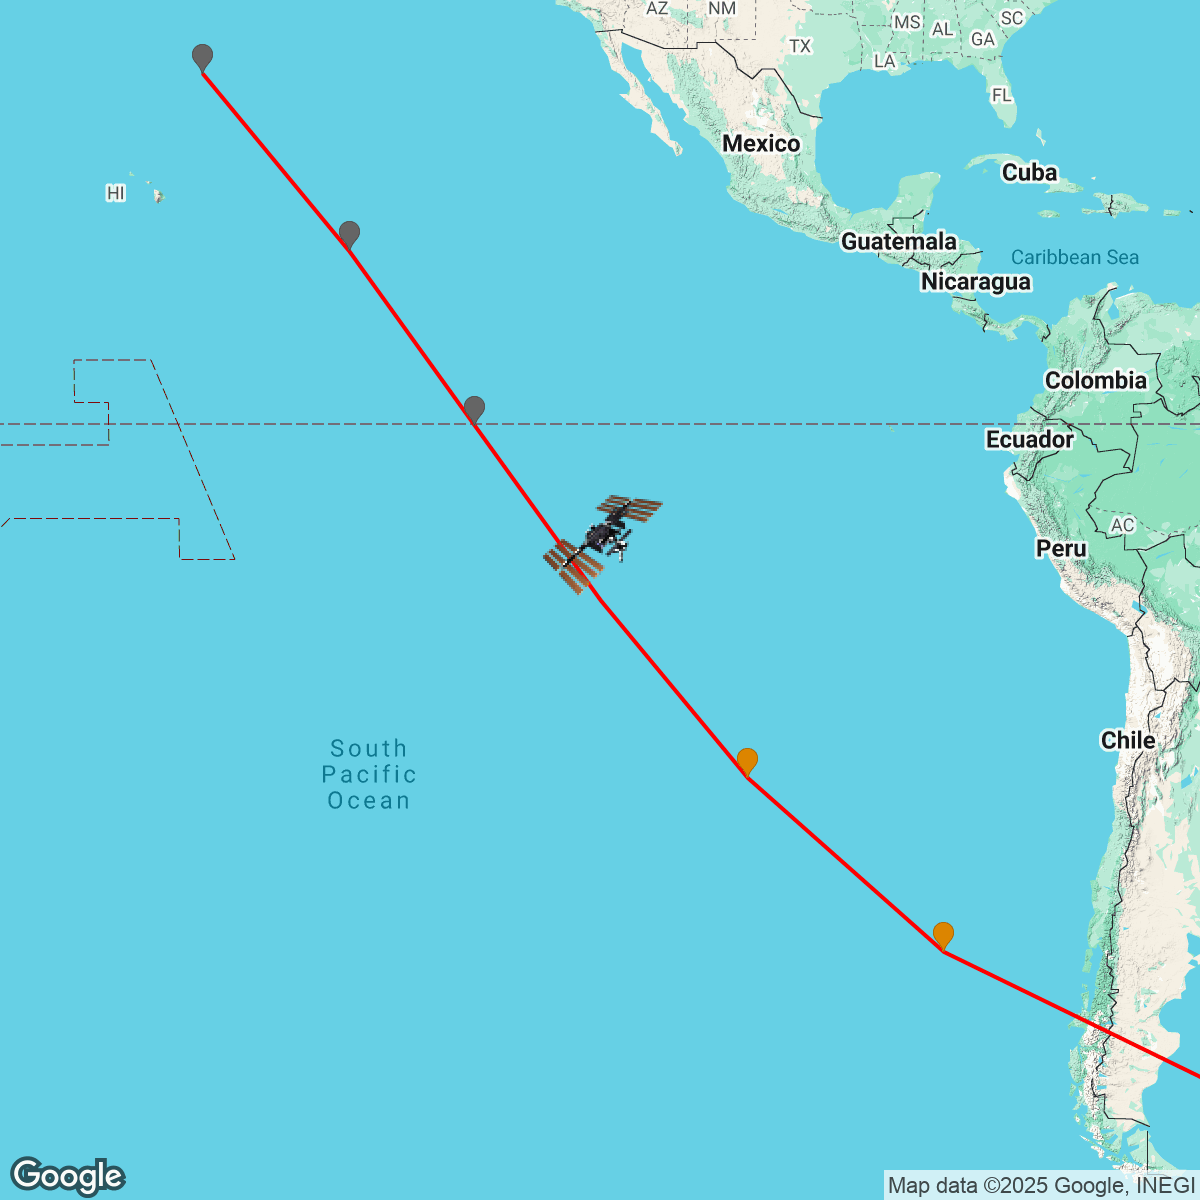 AZ
NM
MS
AL
SC
GA
TX
LA
FL
Mexico
Cuba
HI
Guatemala
Caribbean Sea
Nicaragua
Colombia
Ecuador
AC
Peru
Chile
South
Pacific
Ocean
Google
Map data ©2025 Google, INEGI